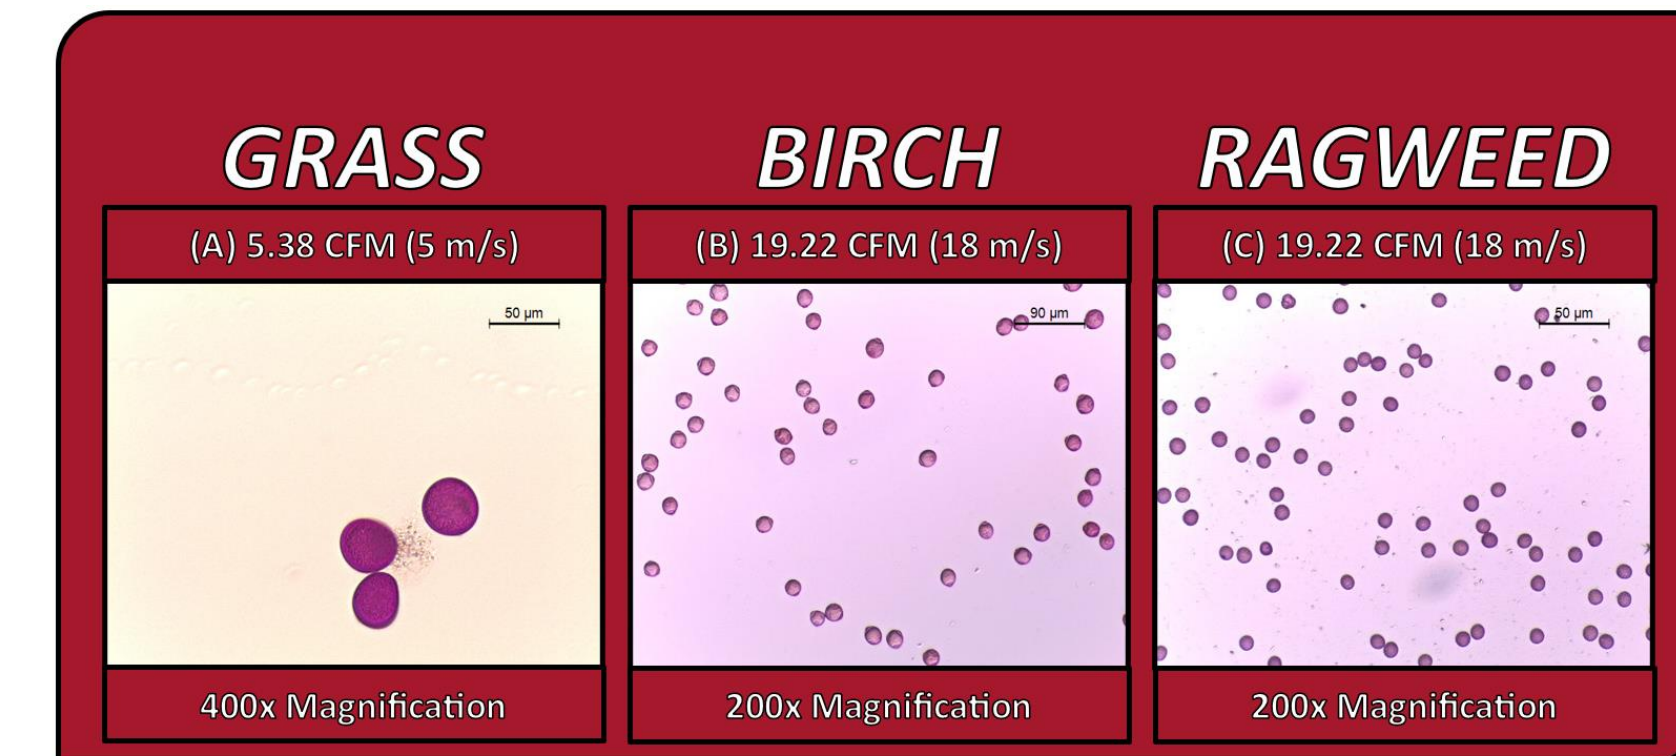 GRASS
(A) 5.38 CFM (5 m/s)
50 µm
400x Magnification
BIRCH
(B) 19.22 CFM (18 m/s)
90 µm
200x Magnification
RAGWEED
(C) 19.22 CFM (18 m/s)
50 µm
200x Magnification